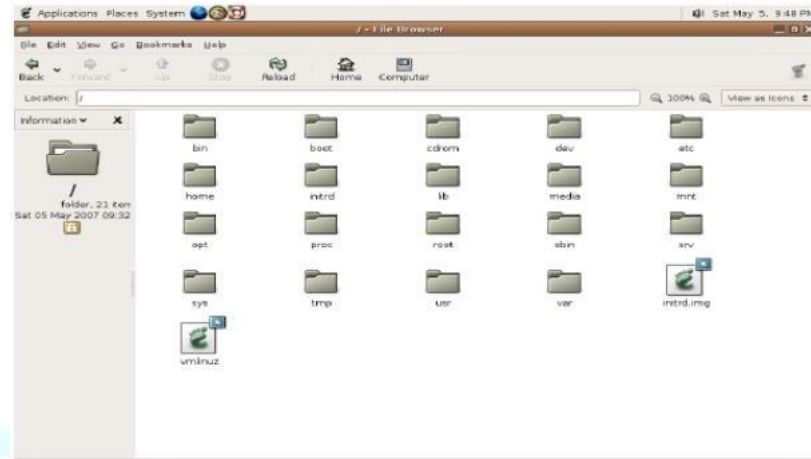 Applications Places System Sat May 5, 9:48 PM
/ - File Browser
File Edit View Go Bookmarks Help
Back Forward Up Stop Reload Home Computer
Location: / 100% View as Icons
Information
bin boot cdrom dev etc
/
folder, 21 item
Sat 05 May 2007 09:32
home initrd lib media mnt
opt proc root sbin srv
sys tmp usr var initrd.img
vmlinuz